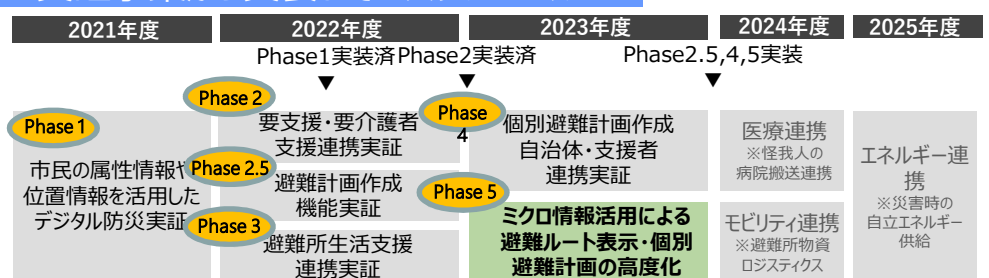 2021年度
2022年度
2023年度
2024年度
2025年度
Phase1実装済
Phase2実装済
Phase2.5,4,5実装
▼
▼
▼
Phase 1
市民の属性情報や
位置情報を活用した
デジタル防災実証
Phase 2
要支援・要介護者
支援連携実証
Phase 2.5
避難計画作成
機能実証
Phase 3
避難所生活支援
連携実証
Phase
4
個別避難計画作成
自治体・支援者
連携実証
Phase 5
ミクロ情報活用による
避難ルート表示・個別
避難計画の高度化
医療連携
※怪我人の
病院搬送連携
モビリティ連携
※避難所物資
ロジスティクス
エネルギー連
携
※災害時の
自立エネルギー
供給